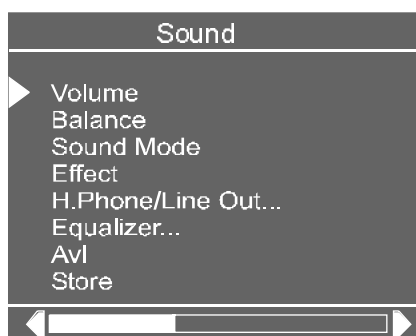 Sound
Volume
Balance
Sound Mode
Effect
H.Phone/Line Out...
Equalizer...
Avl
Store